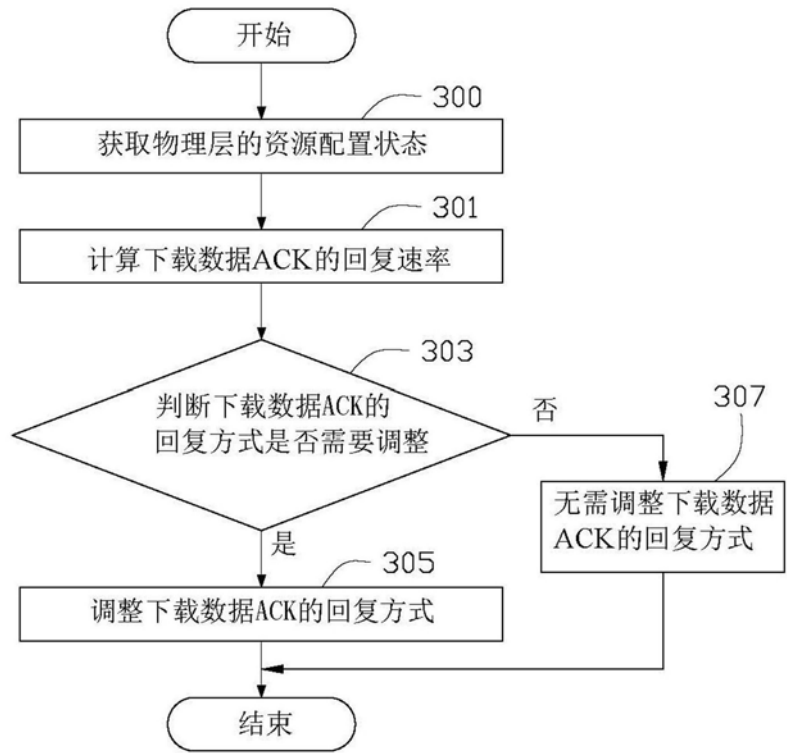 开始
300
获取物理层的资源配置状态
301
计算下载数据ACK的回复速率
303
判断下载数据ACK的
回复方式是否需要调整
否
307
无需调整下载数据
ACK的回复方式
是
305
调整下载数据ACK的回复方式
结束